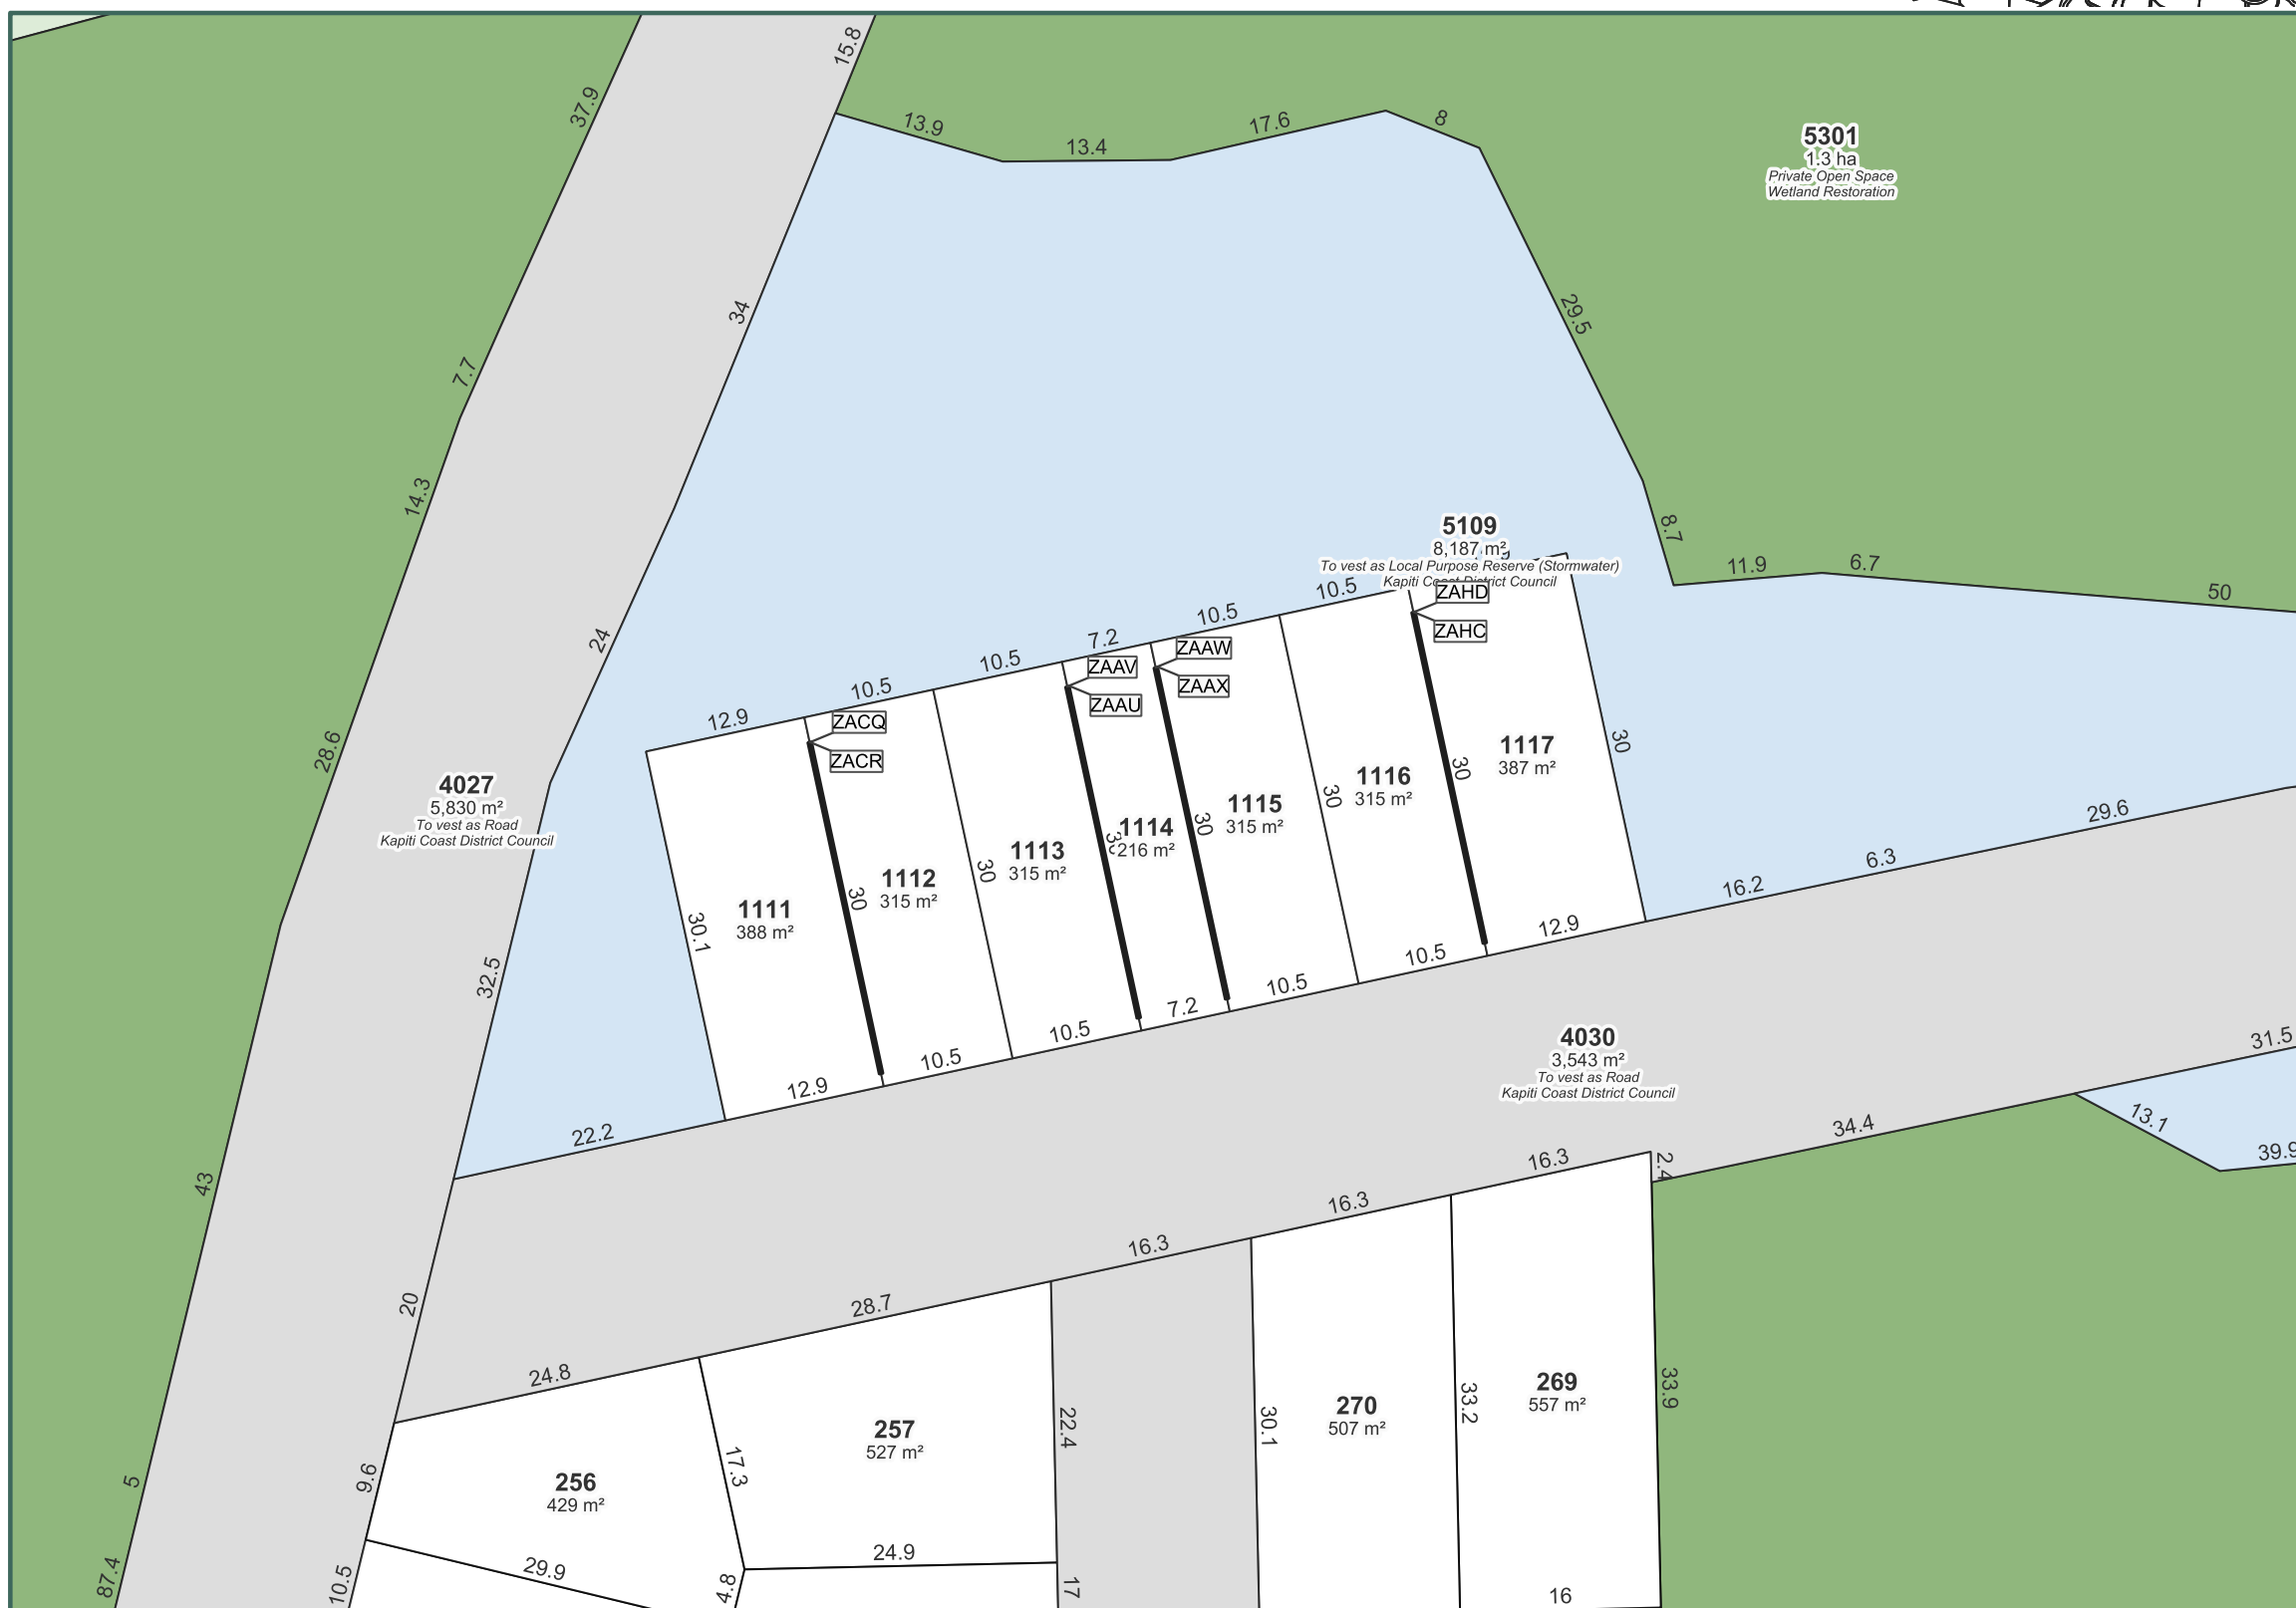 15.8
37.9
13.9
13.4
17.6
8
5301
1.3 ha
Private Open Space
Wetland Restoration
34
29.5
7.7
14.3
8.7
11.9
6.7
50
5109
8,187 m²
To vest as Local Purpose Reserve (Stormwater)
Kapiti Coast District Council
24
12.9
10.5
10.5
7.2
10.5
10.5
ZAHD
ZAHC
ZAAW
ZAAX
ZAAV
ZAAU
ZACQ
ZACR
28.6
4027
5,830 m²
To vest as Road
Kapiti Coast District Council
1117
387 m²
30
30
1116
315 m²
30
1115
315 m²
30
1114
216 m²
1113
315 m²
30
1112
315 m²
30
1111
388 m²
30.1
32.5
29.6
6.3
16.2
12.9
10.5
10.5
7.2
10.5
10.5
12.9
22.2
4030
3,543 m²
To vest as Road
Kapiti Coast District Council
31.5
34.4
13.1
39.9
43
20
2.4
16.3
16.3
16.3
28.7
24.8
5
9.6
256
429 m²
17.3
257
527 m²
22.4
30.1
270
507 m²
33.2
269
557 m²
33.9
87.4
10.5
29.9
4.8
24.9
17
16